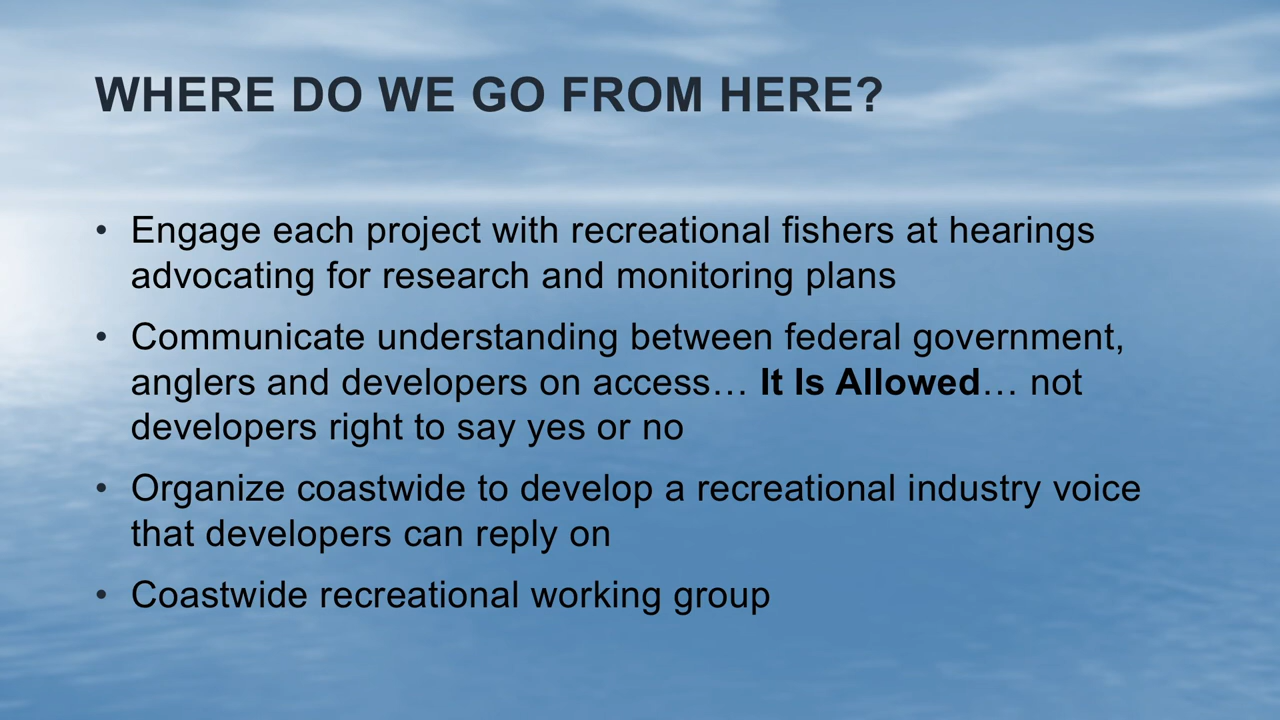 WHERE DO WE GO FROM HERE?
• Engage each project with recreational fishers at hearings
advocating for research and monitoring plans
• Communicate understanding between federal government,
anglers and developers on access… It Is Allowed… not
developers right to say yes or no
• Organize coastwide to develop a recreational industry voice
that developers can reply on
• Coastwide recreational working group